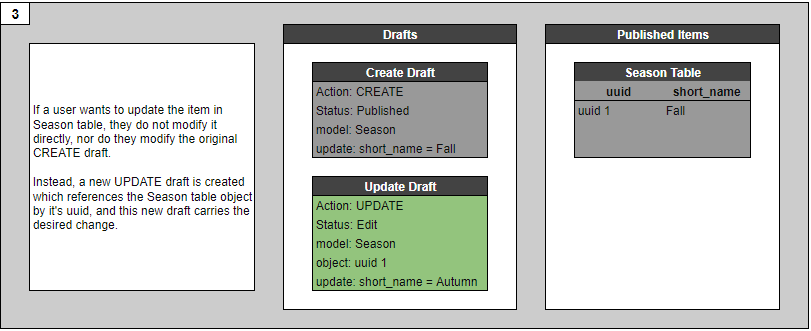 3
If a user wants to update the item in
Season table, they do not modify it
directly, nor do they modify the original
CREATE draft.
Instead, a new UPDATE draft is created
which references the Season table object
by it's uuid, and this new draft carries the
desired change.
Drafts
Create Draft
Action: CREATE
Status: Published
model: Season
update: short_name = Fall
Update Draft
Action: UPDATE
Status: Edit
model: Season
object: uuid 1
update: short_name = Autumn
Published Items
Season Table
uuid short_name
uuid 1 Fall